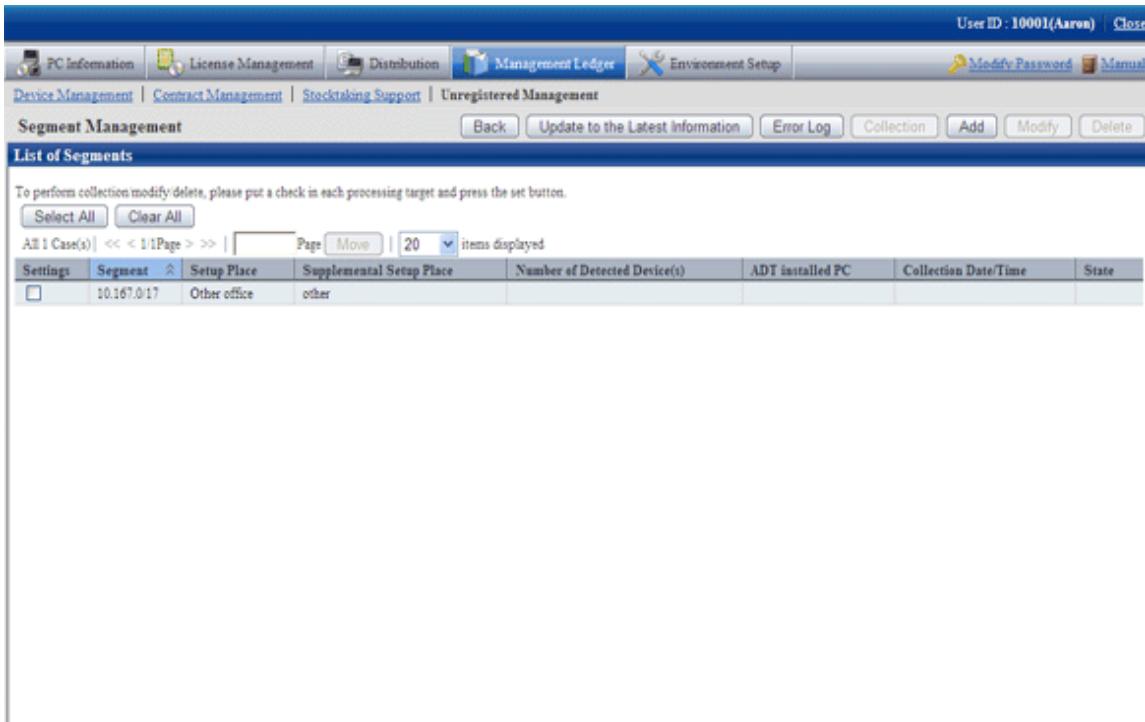 User ID : 10001(Aaron) Close
PC Information License Management Distribution Management Ledger Environment Setup Modify Password Manual
Device Management | Contract Management | Stocktaking Support | Unregistered Management
Segment Management Back Update to the Latest Information Error Log Collection Add Modify Delete
List of Segments
To perform collection/modify/delete, please put a check in each processing target and press the set button.
Select All Clear All
All 1 Case(s)| << < 1/1Page > >> | Page Move | 20 items displayed
Settings Segment Setup Place Supplemental Setup Place Number of Detected Device(s) ADT installed PC Collection Date/Time State
10.167.0/17 Other office other